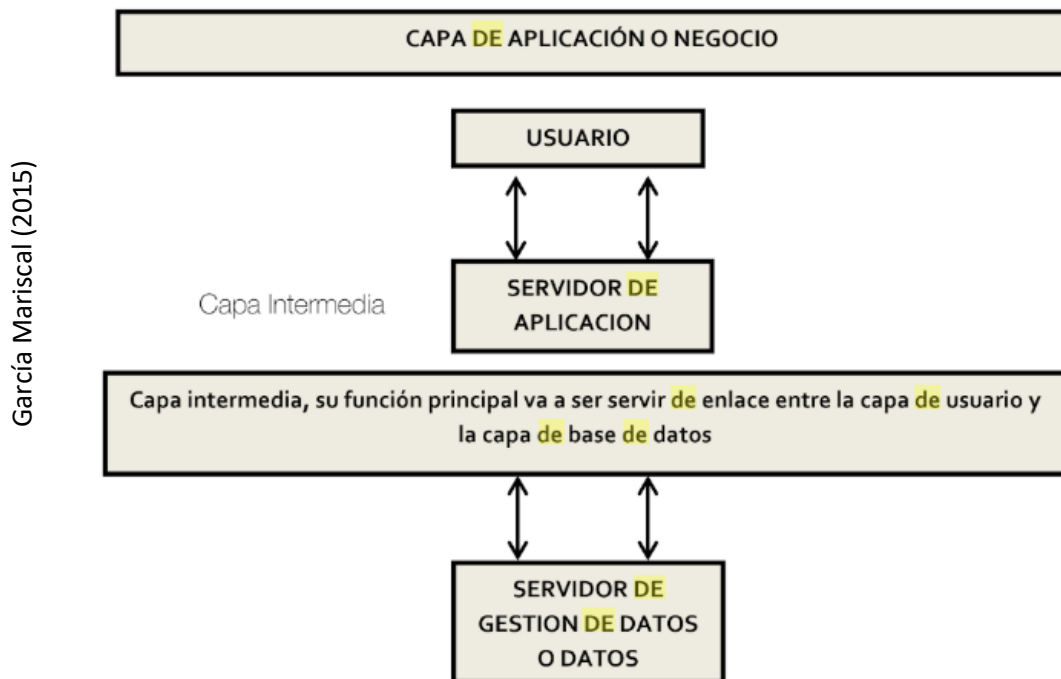 CAPA DE APLICACIÓN O NEGOCIO
USUARIO
García Mariscal (2015)
Capa Intermedia
SERVIDOR DE
APLICACION
Capa intermedia, su función principal va a ser servir de enlace entre la capa de usuario y
la capa de base de datos
SERVIDOR DE
GESTION DE DATOS
O DATOS